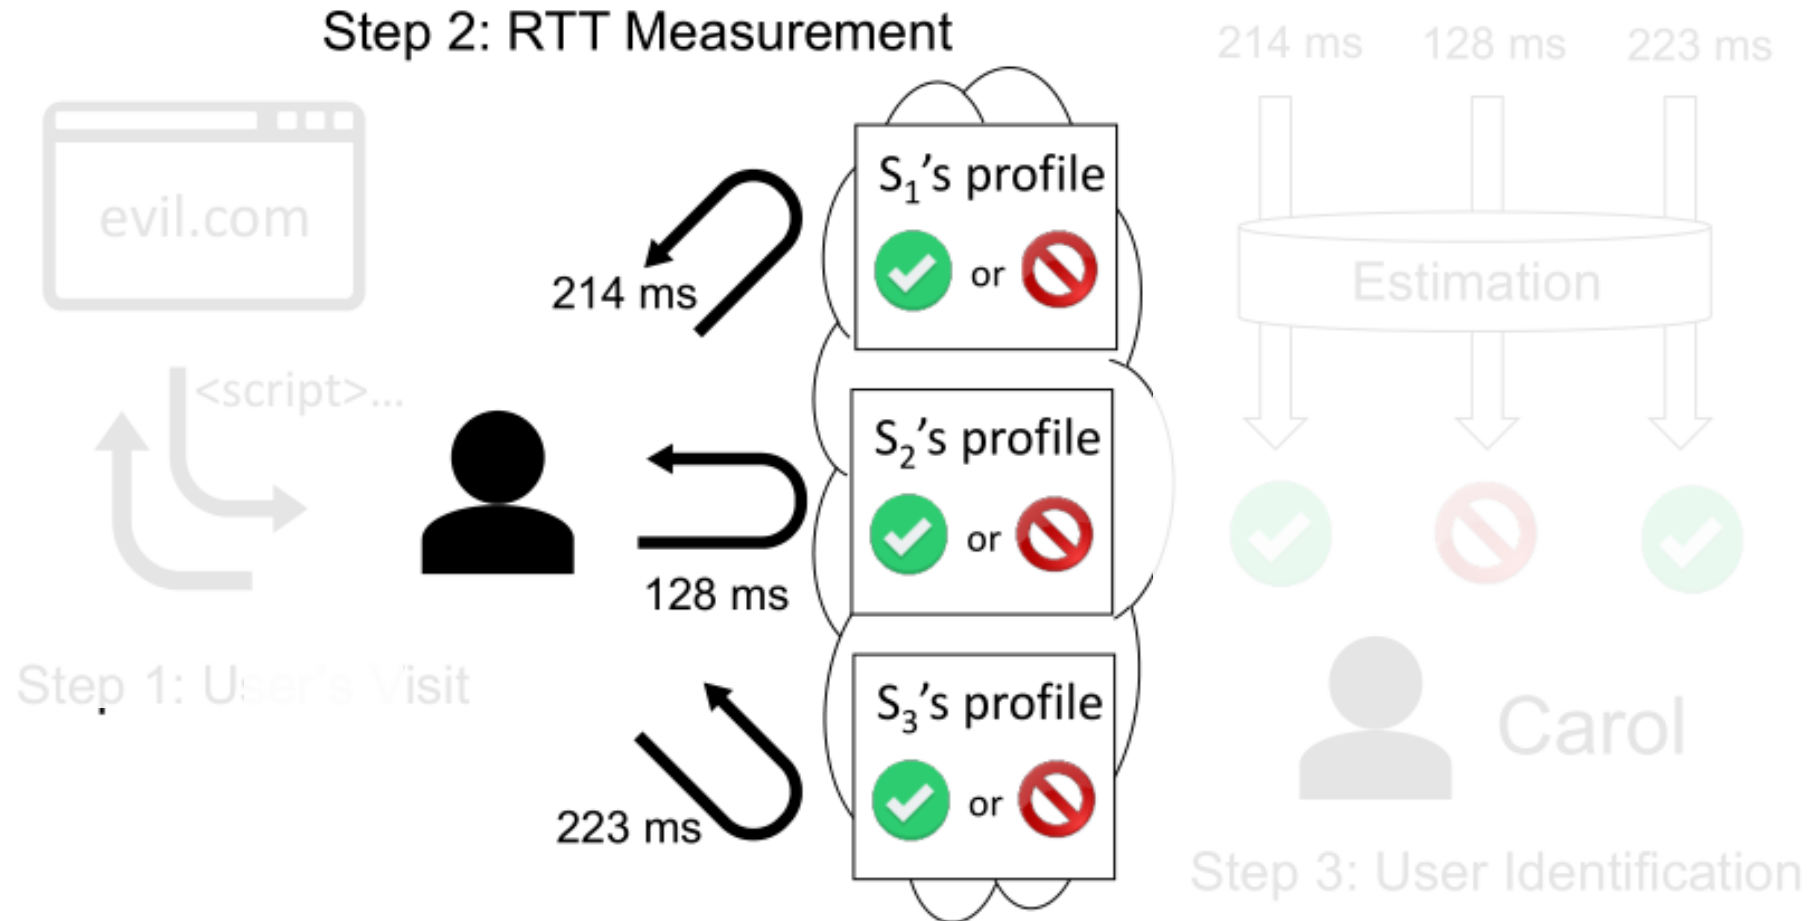 Step 2: RTT Measurement
evil.com
<script>...
Step 1: User's Visit
214 ms
128 ms
223 ms
S₁'s profile
or
S₂'s profile
or
S₃'s profile
or
214 ms 128 ms 223 ms
Estimation
Carol
Step 3: User Identification